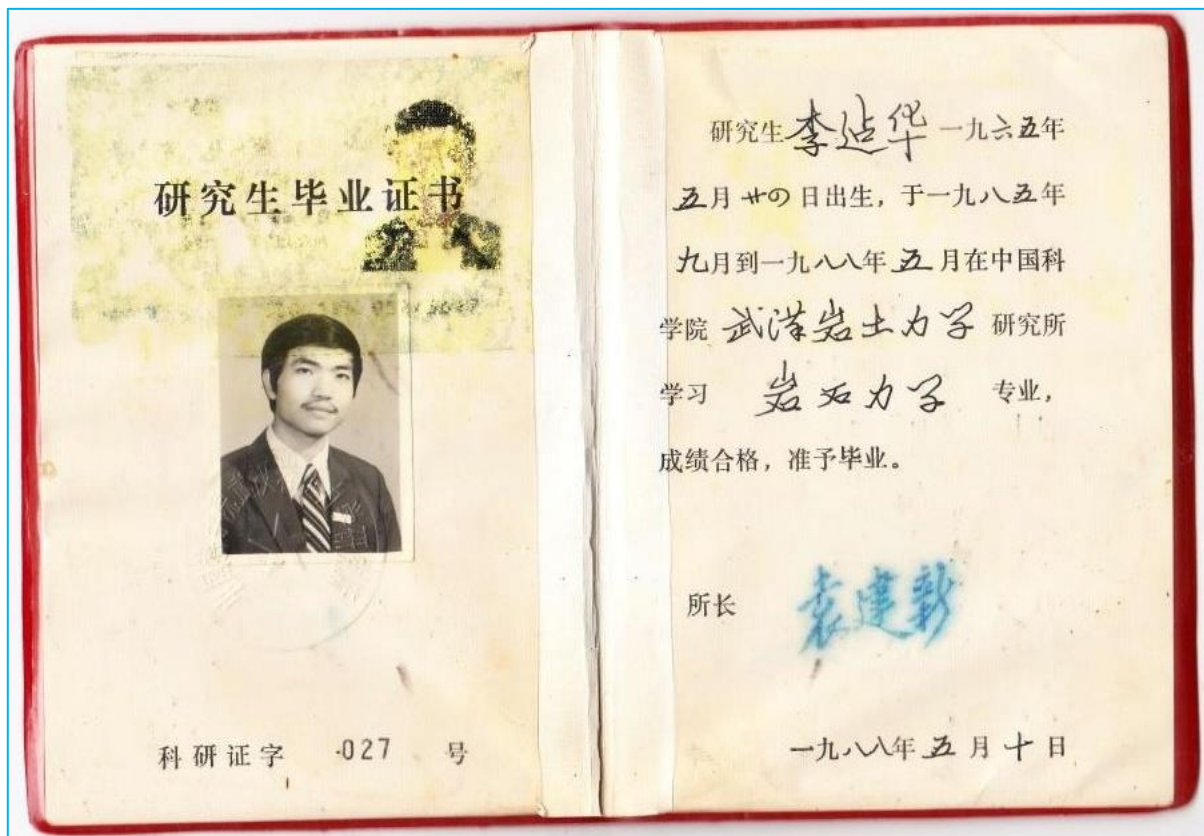 研究生毕业证书
科研证字 027 号
研究生 李造华 一九六五年
五月廿四日出生，于一九八五年
九月到一九八八年五月在中国科
学院 武汉岩土力学 研究所
学习 岩石力学 专业，
成绩合格，准予毕业。
所长 袁建新
一九八八年五月十日